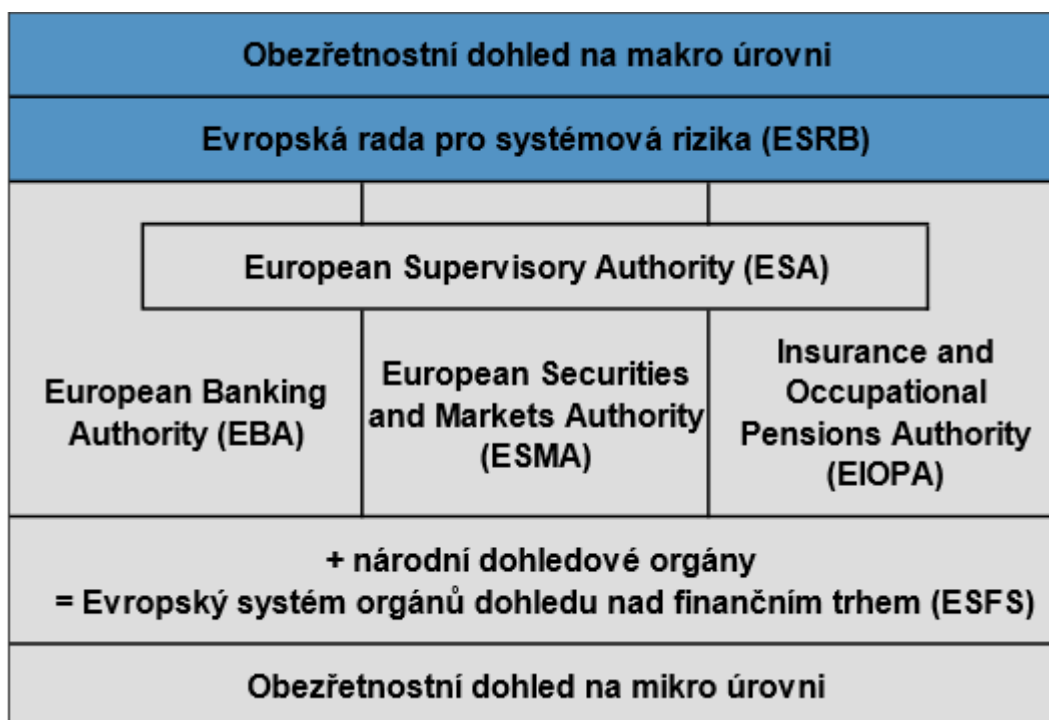 Obezřetnostní dohled na makro úrovni
Evropská rada pro systémová rizika (ESRB)
European Supervisory Authority (ESA)
European Banking
Authority (EBA)
European Securities
and Markets Authority
(ESMA)
Insurance and
Occupational
Pensions Authority
(EIOPA)
+ národní dohledové orgány
= Evropský systém orgánů dohledu nad finančním trhem (ESFS)
Obezřetnostní dohled na mikro úrovni